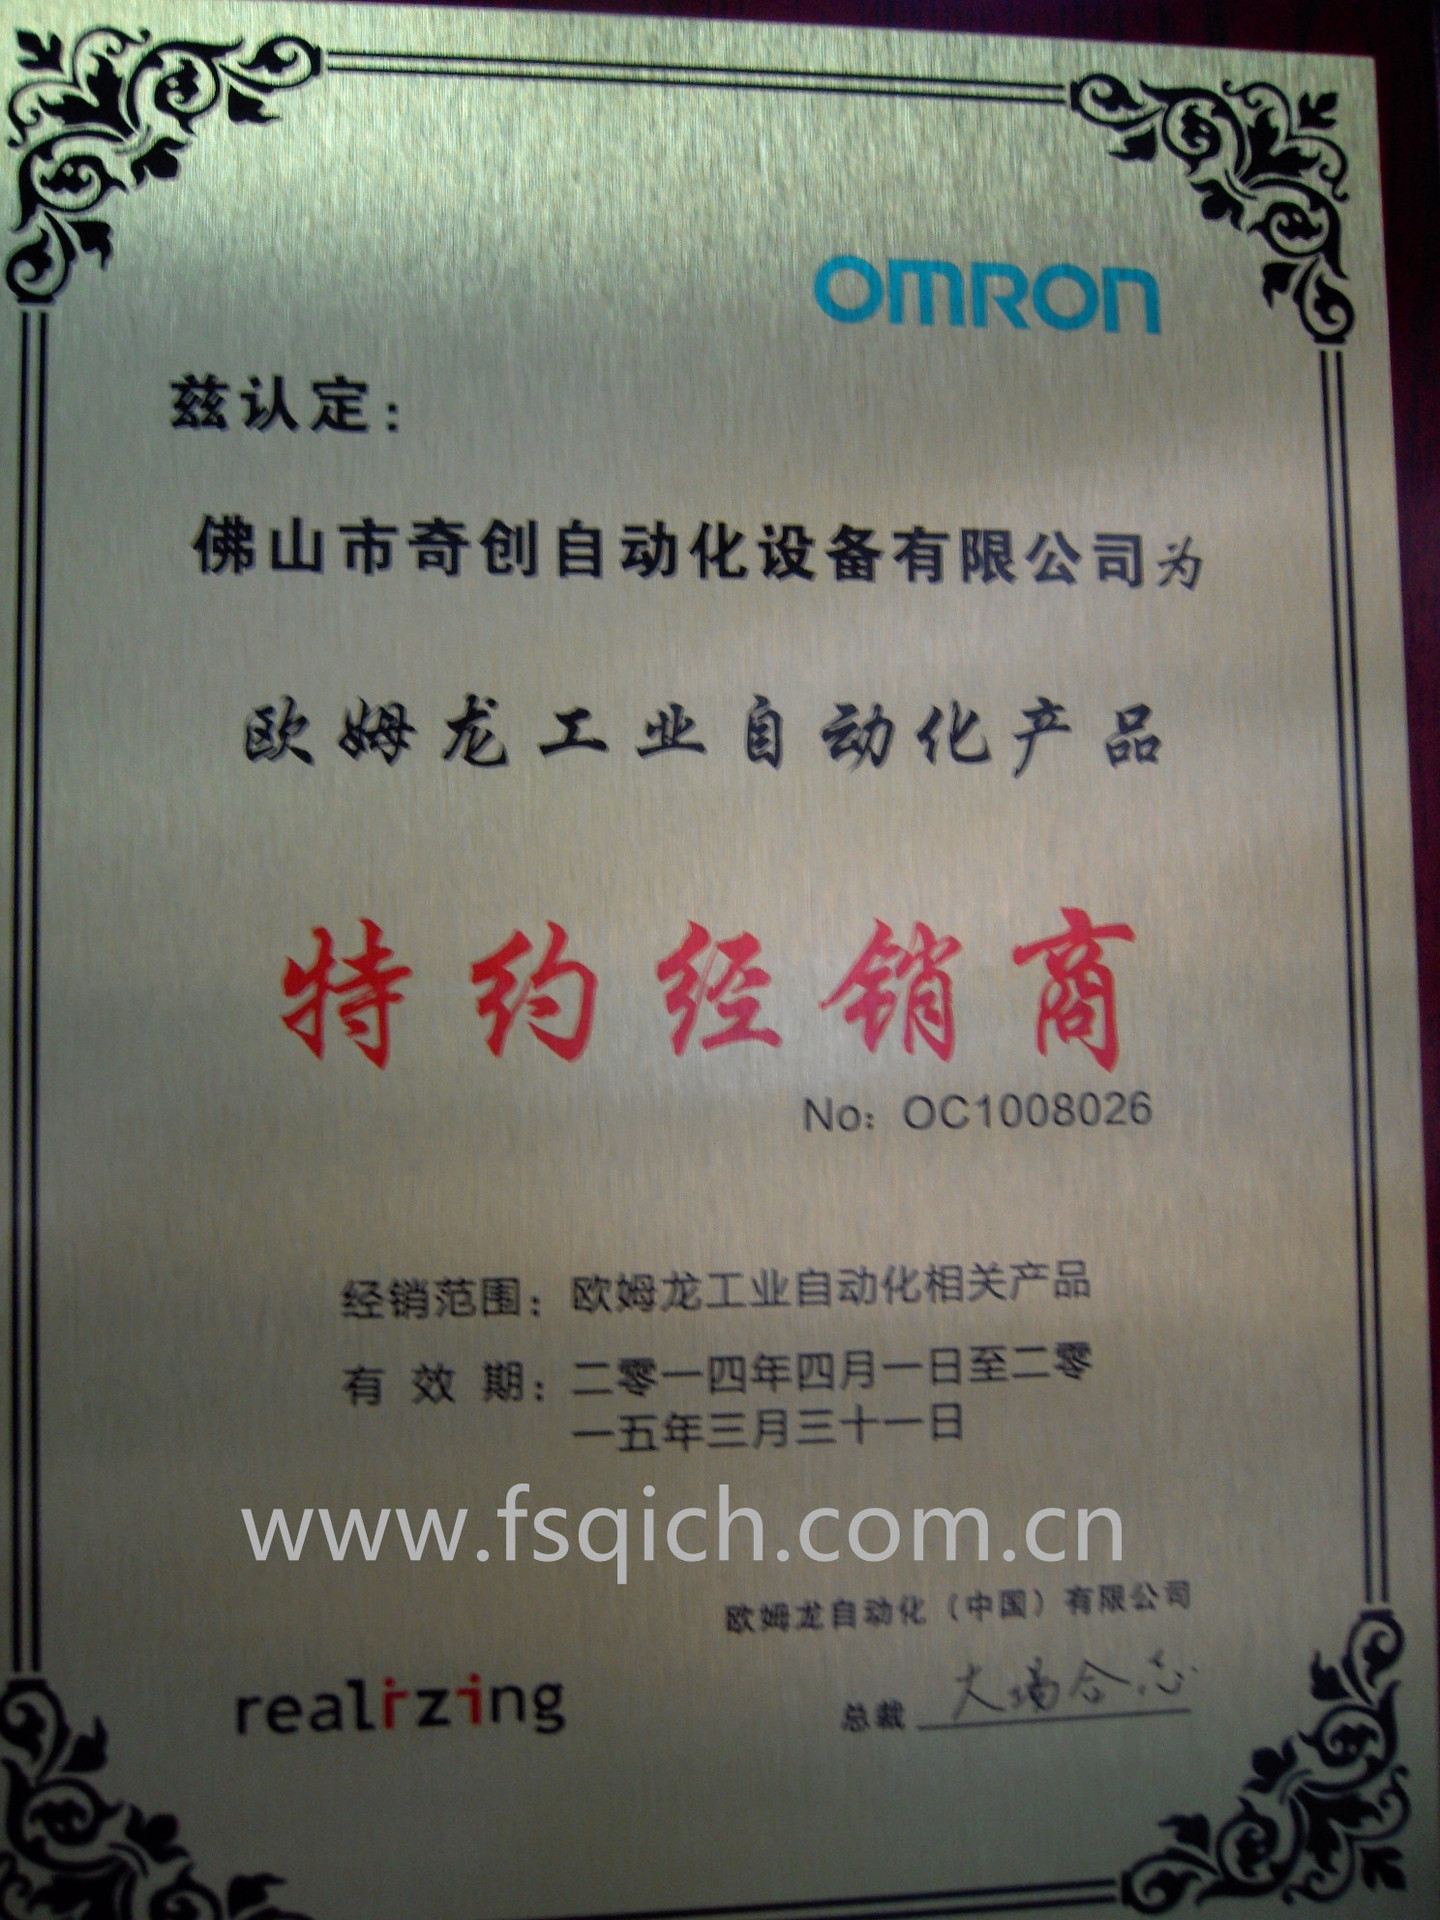 OMRON
兹认定：
佛山市奇创自动化设备有限公司为
欧姆龙工业自动化产品
特约经销商
No：OC1008026
经销范围：欧姆龙工业自动化相关产品
有 效 期：二零一四年四月一日至二零
一五年三月三十一日
www.fsqich.com.cn
欧姆龙自动化（中国）有限公司
realizing
总裁